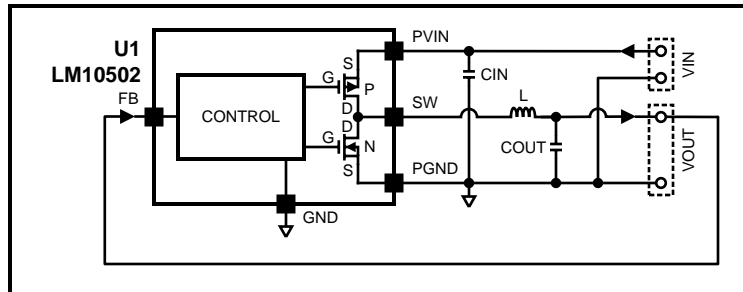 U1
LM10502
PVIN
S
G
P
CIN
VIN
FB
CONTROL
D
SW
L
D
G
N
COUT
VOUT
S
PGND
GND